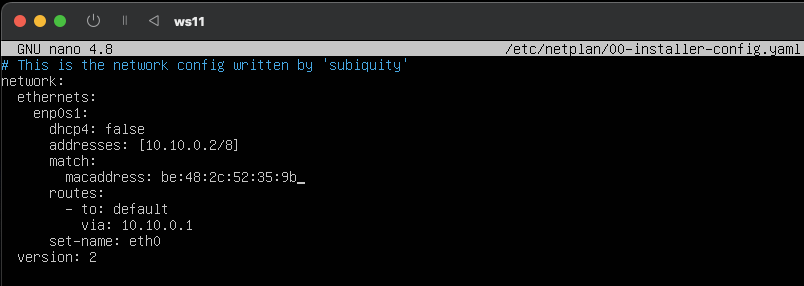 ws11
GNU nano 4.8 /etc/netplan/00-installer-config.yaml
# This is the network config written by 'subiquity'
network:
  ethernets:
    enp0s1:
      dhcp4: false
      addresses: [10.10.0.2/8]
      match:
        macaddress: be:48:2c:52:35:9b_
      routes:
        - to: default
          via: 10.10.0.1
      set-name: eth0
  version: 2